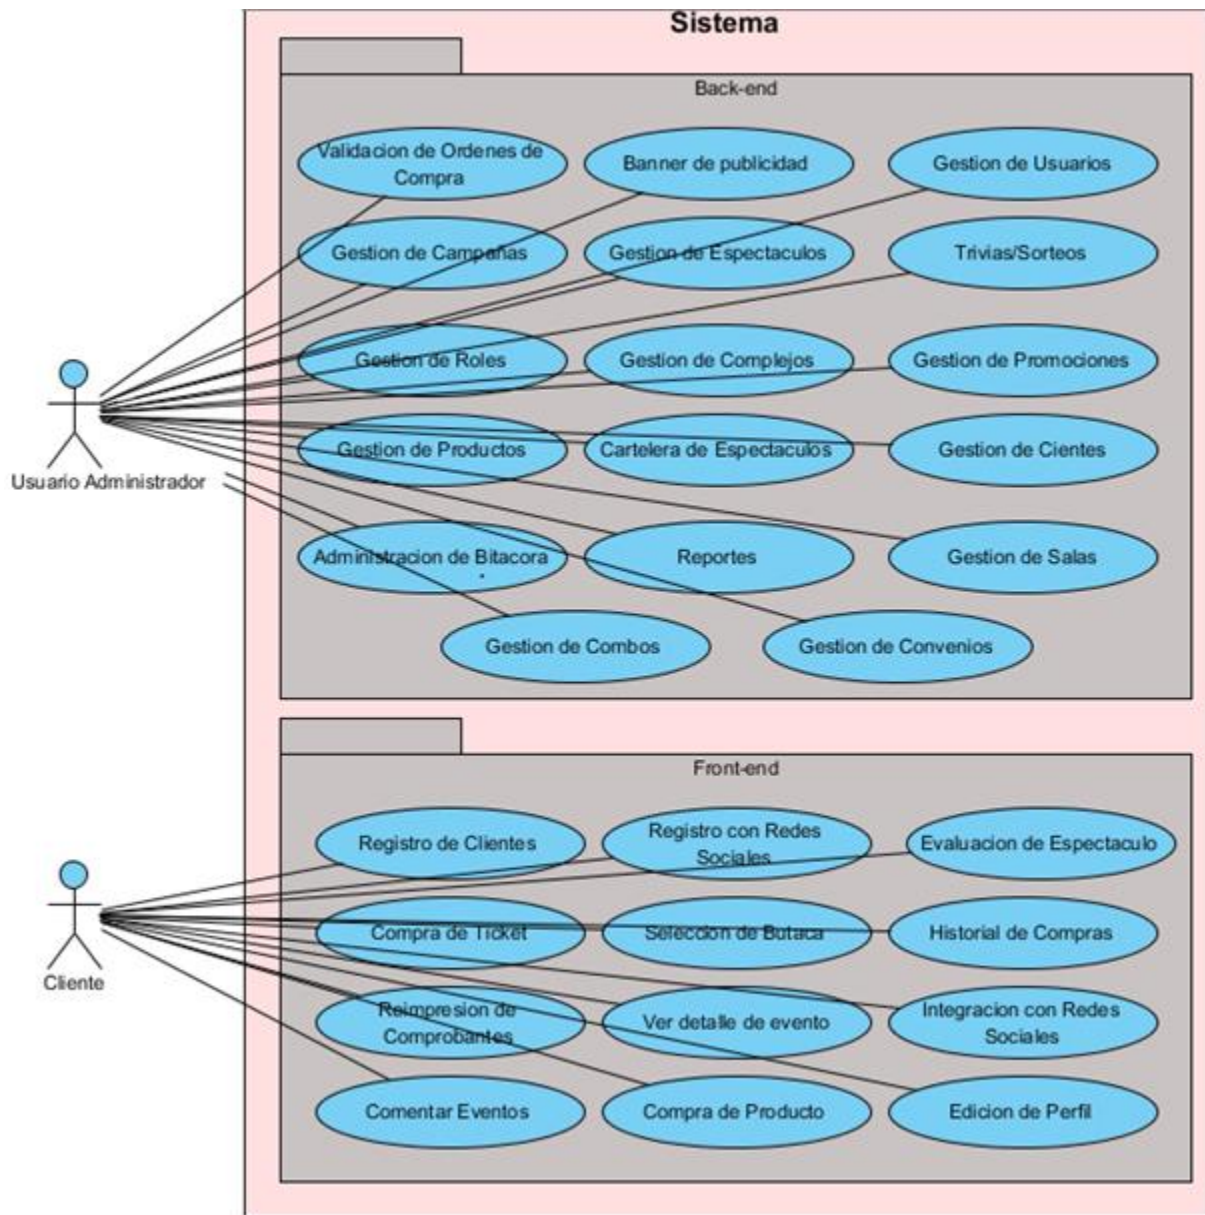 Sistema
Back-end
Validacion de Ordenes de
Compra
Banner de publicidad
Gestion de Usuarios
Gestion de Campañas
Gestion de Espectaculos
Trivias/Sorteos
Gestion de Roles
Gestion de Complejos
Gestion de Promociones
Gestion de Productos
Cartelera de Espectaculos
Gestion de Cientes
Usuario Administrador
Administracion de Bitacora
Reportes
Gestion de Salas
Gestion de Combos
Gestion de Convenios
Front-end
Registro de Clientes
Registro con Redes
Sociales
Evaluacion de Espectaculo
Compra de Ticket
Seleccion de Butaca
Historial de Compras
Cliente
Reimpresion de
Comprobantes
Ver detalle de evento
Integracion con Redes
Sociales
Comentar Eventos
Compra de Producto
Edicion de Perfil